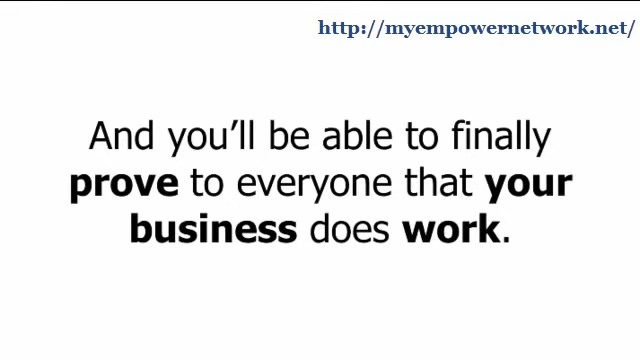 http://myempowernetwork.net/
And you’ll be able to finally
prove to everyone that your
business does work.